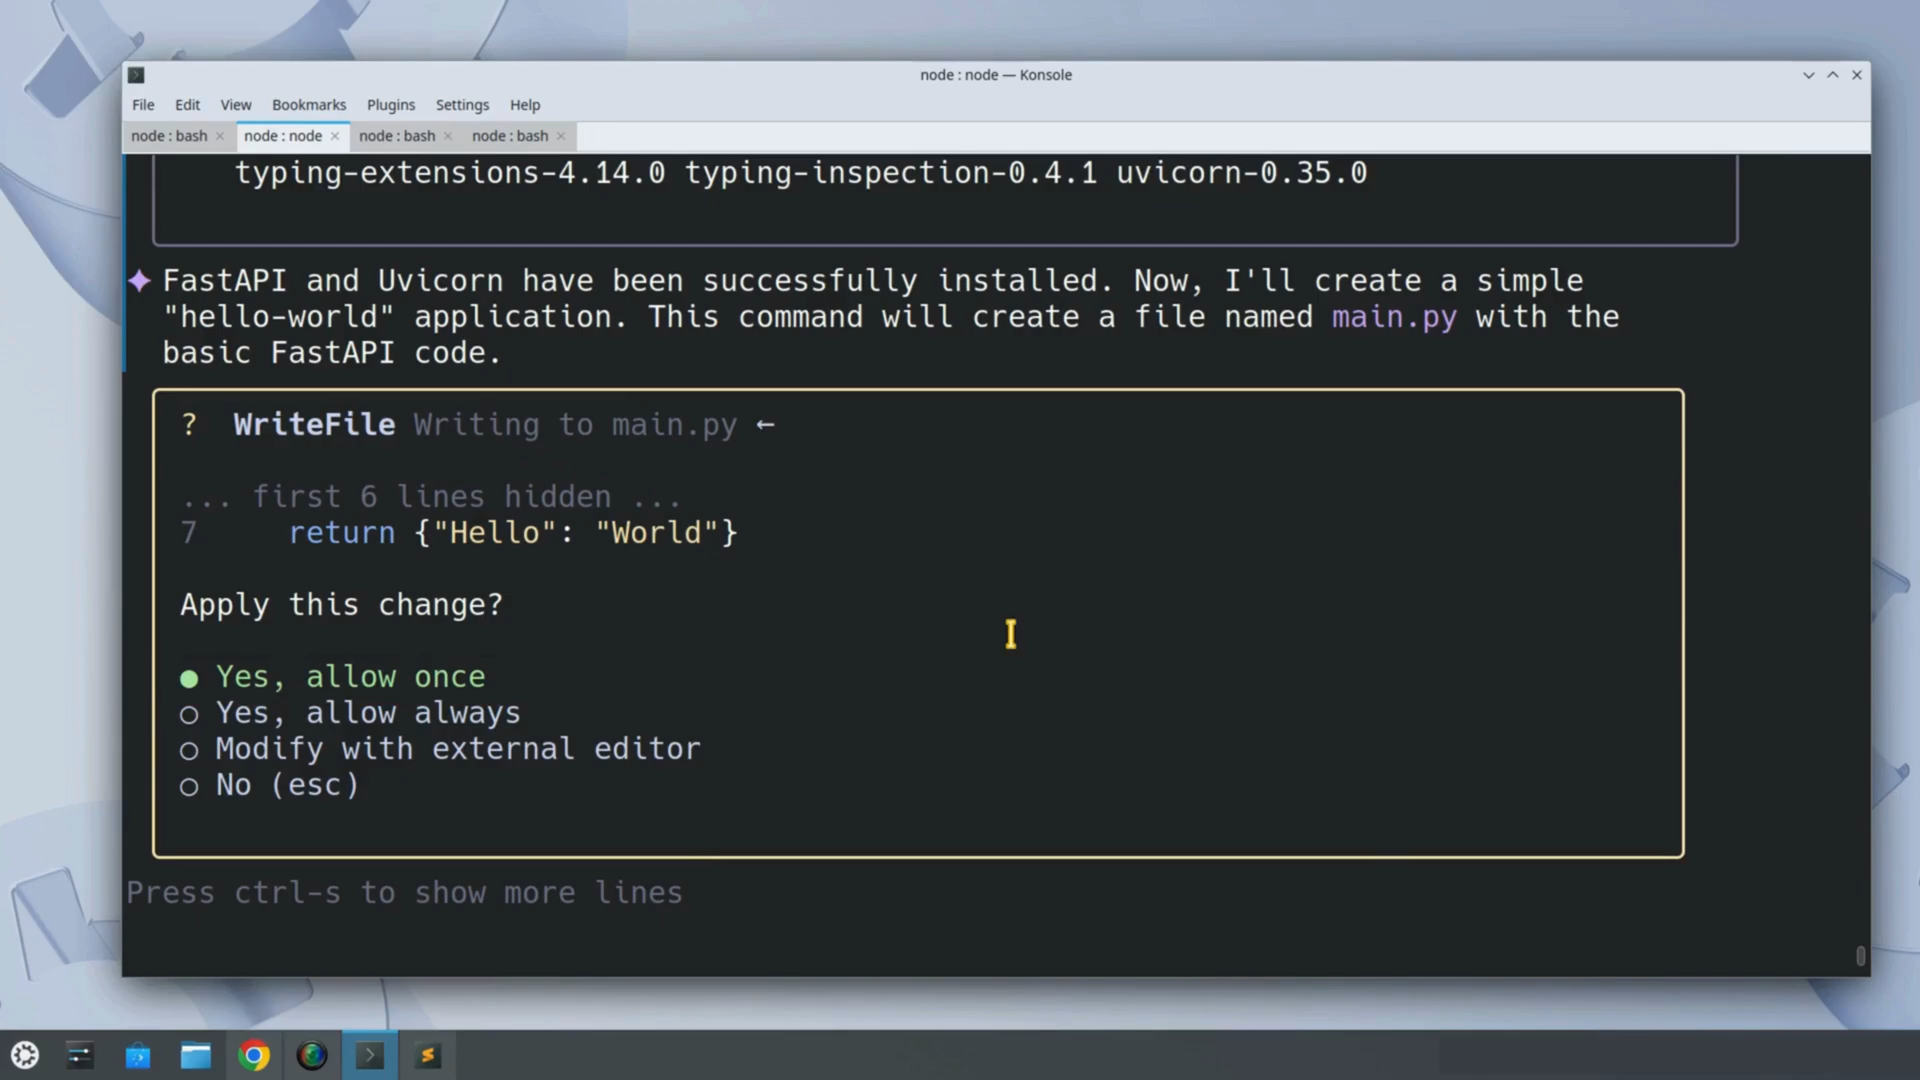 node : node — Konsole
File Edit View Bookmarks Plugins Settings Help
node : bash node : node node : bash node : bash
typing-extensions-4.14.0 typing-inspection-0.4.1 uvicorn-0.35.0
FastAPI and Uvicorn have been successfully installed. Now, I'll create a simple
"hello-world" application. This command will create a file named main.py with the
basic FastAPI code.
? WriteFile Writing to main.py ←
... first 6 lines hidden ...
7 return {"Hello": "World"}
Apply this change?
● Yes, allow once
○ Yes, allow always
○ Modify with external editor
○ No (esc)
Press ctrl-s to show more lines